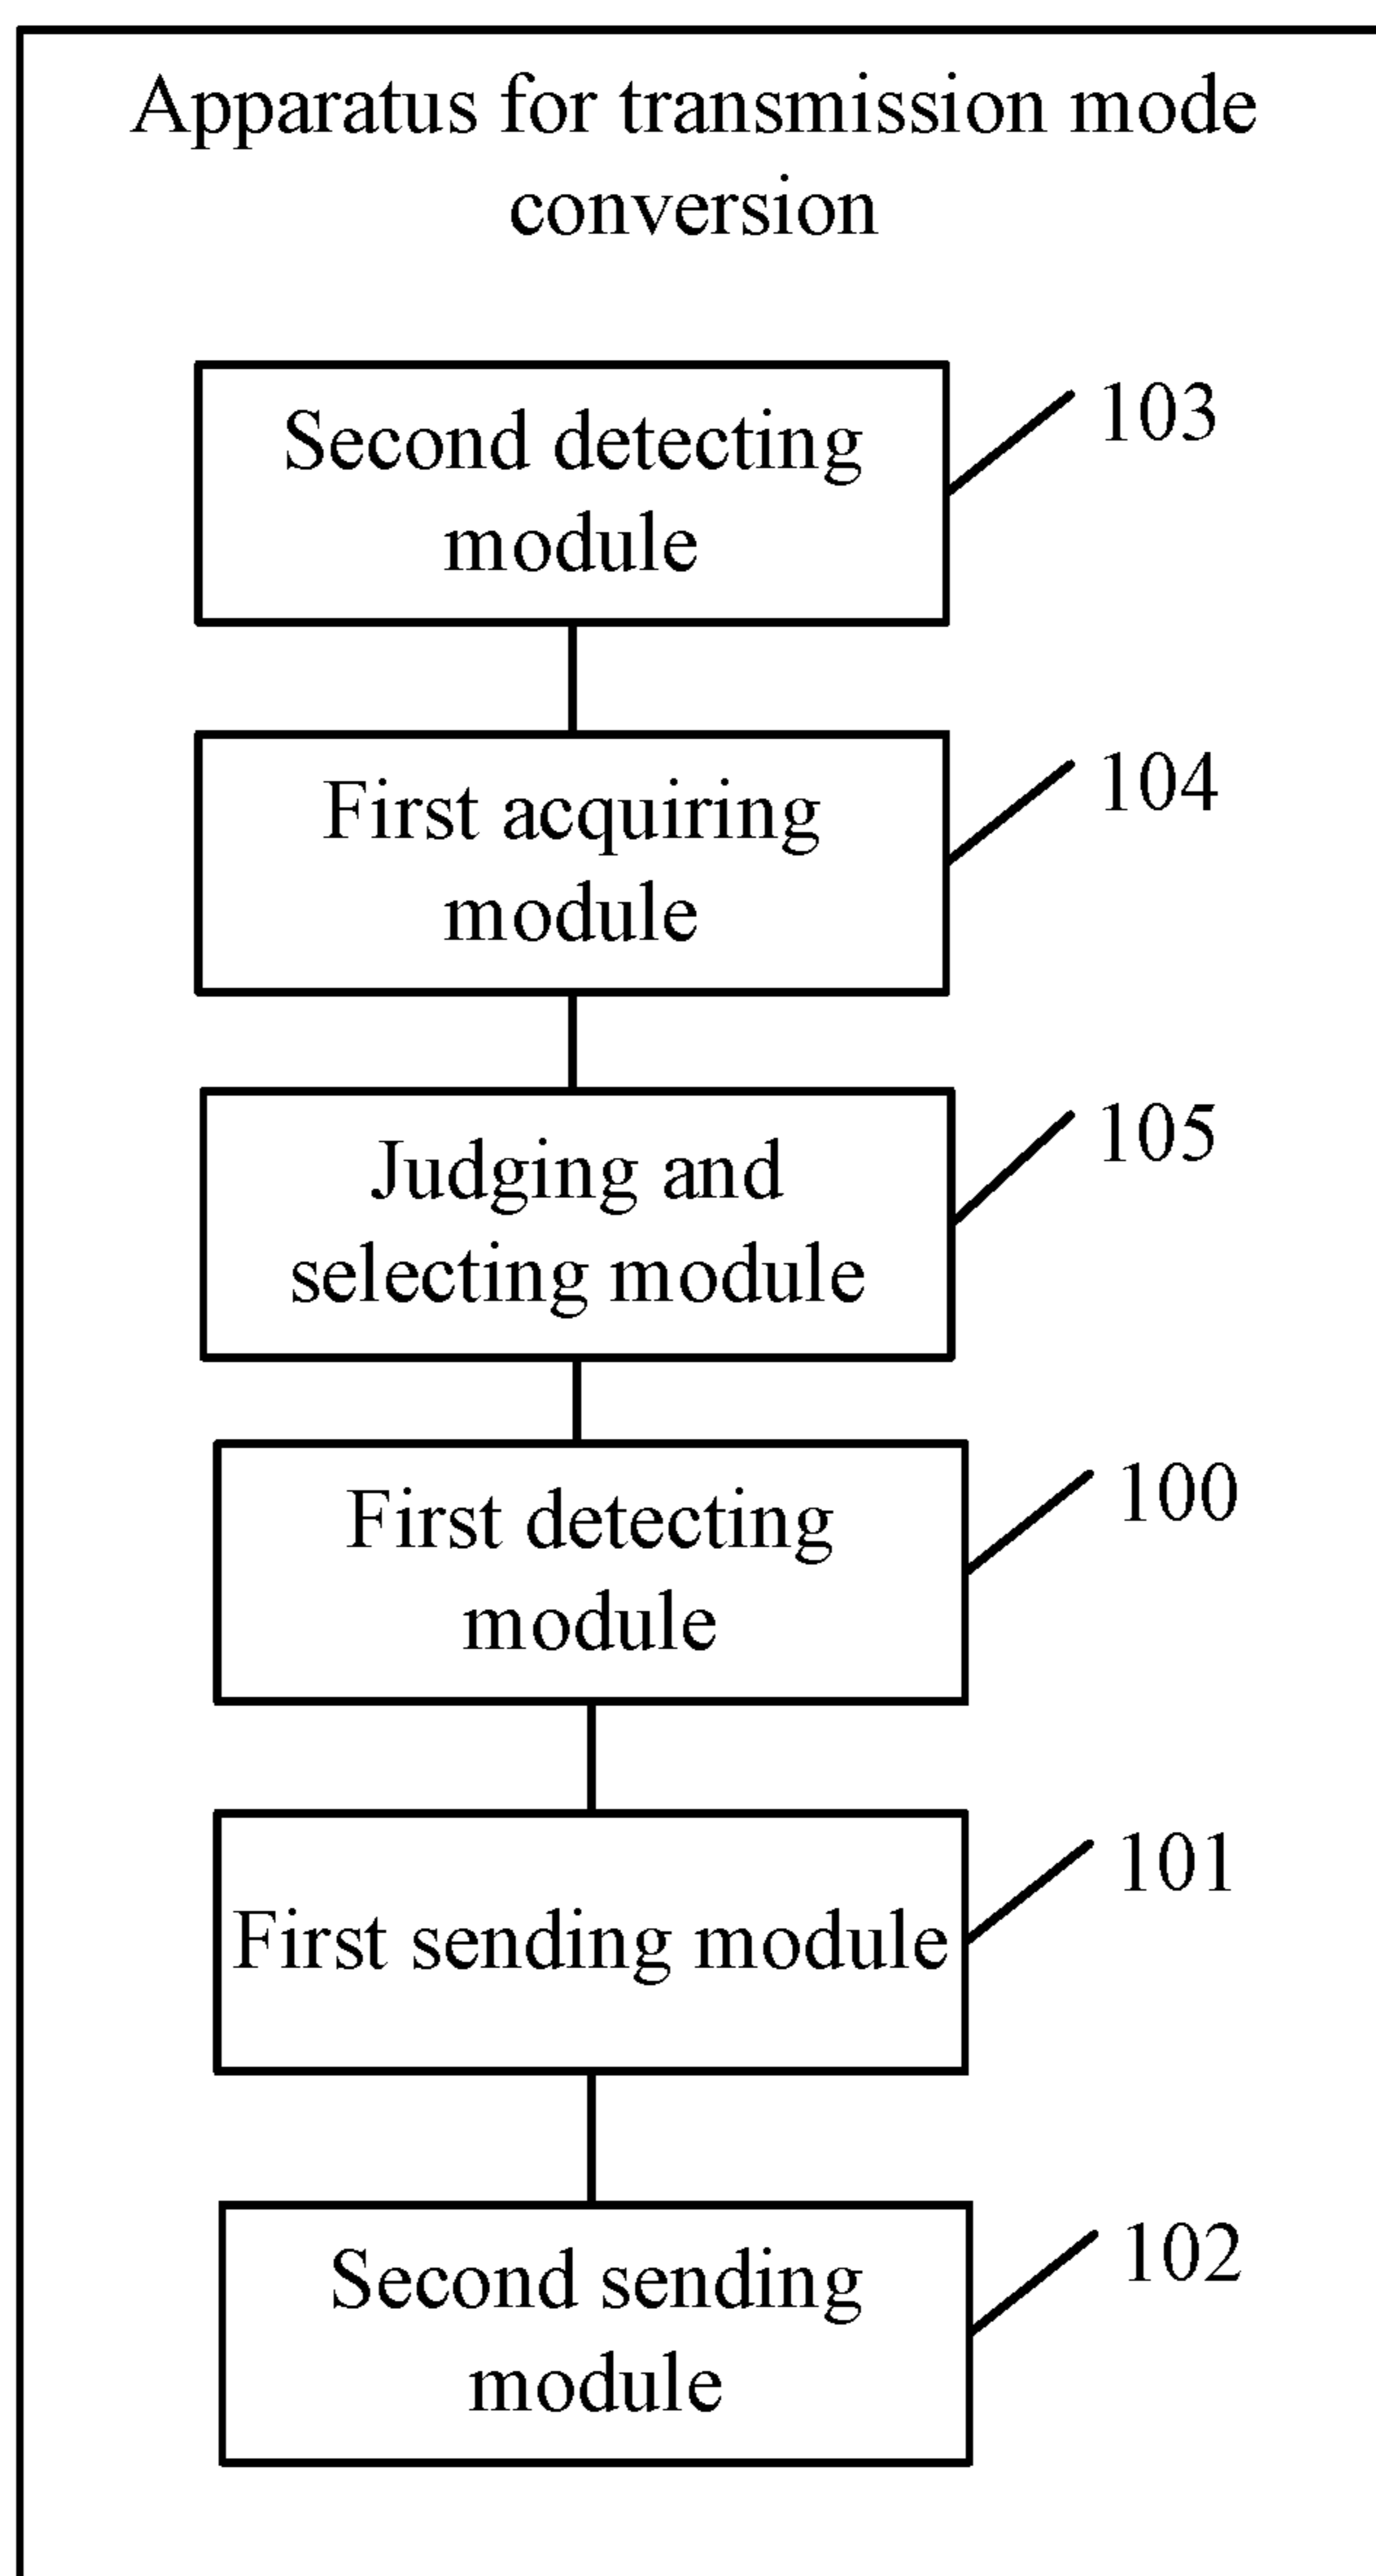 Apparatus for transmission mode
conversion
Second detecting
module
103
First acquiring
module
104
Judging and
selecting module
105
First detecting
module
100
First sending module
101
Second sending
module
102